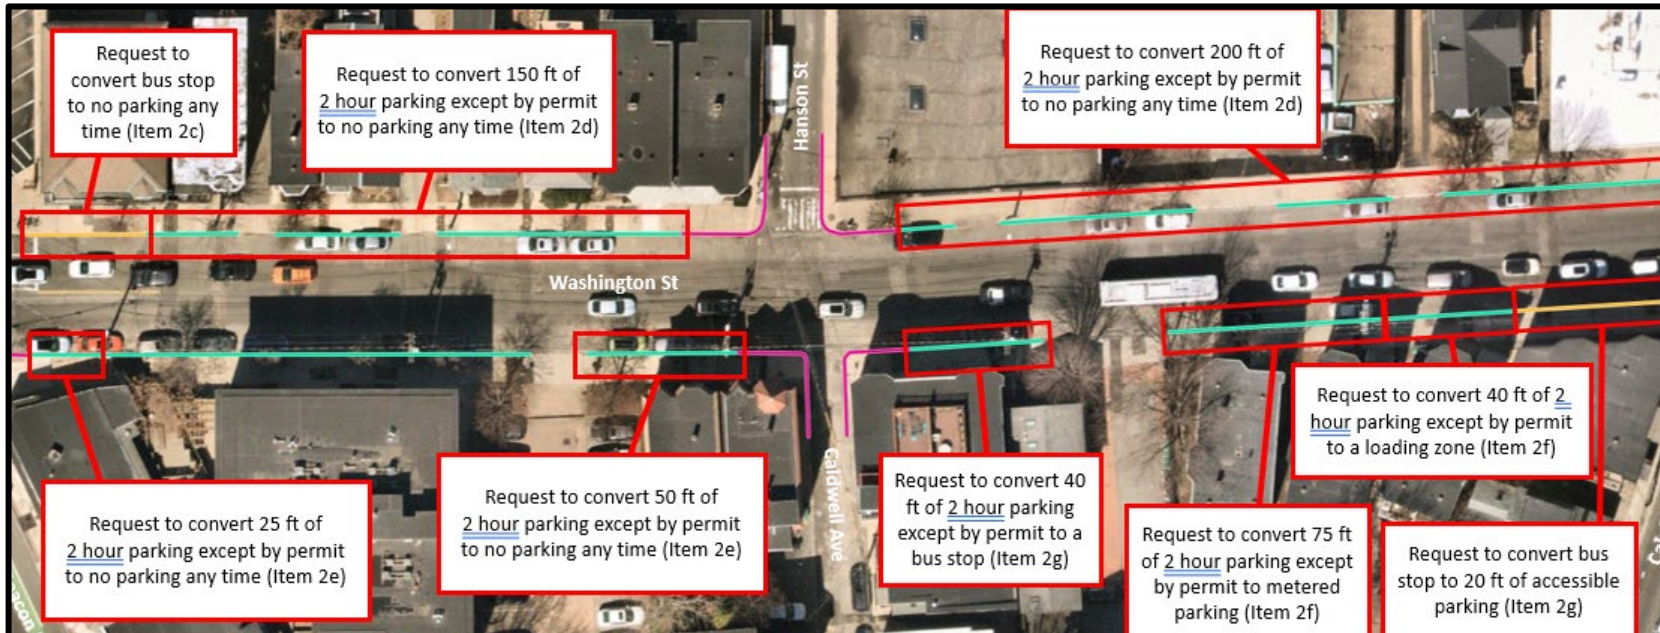 Request to
convert bus stop
to no parking any
time (Item 2c)
Request to convert 150 ft of
2 hour parking except by permit
to no parking any time (Item 2d)
Hanson St
Request to convert 200 ft of
2 hour parking except by permit
to no parking any time (Item 2d)
Washington St
Request to convert 25 ft of
2 hour parking except by permit
to no parking any time (Item 2e)
Request to convert 50 ft of
2 hour parking except by permit
to no parking any time (Item 2e)
Caldwell Ave
Request to convert 40
ft of 2 hour parking
except by permit to a
bus stop (Item 2g)
Request to convert 75 ft
of 2 hour parking except
by permit to metered
parking (Item 2f)
Request to convert 40 ft of 2
hour parking except by permit
to a loading zone (Item 2f)
Request to convert bus
stop to 20 ft of accessible
parking (Item 2g)